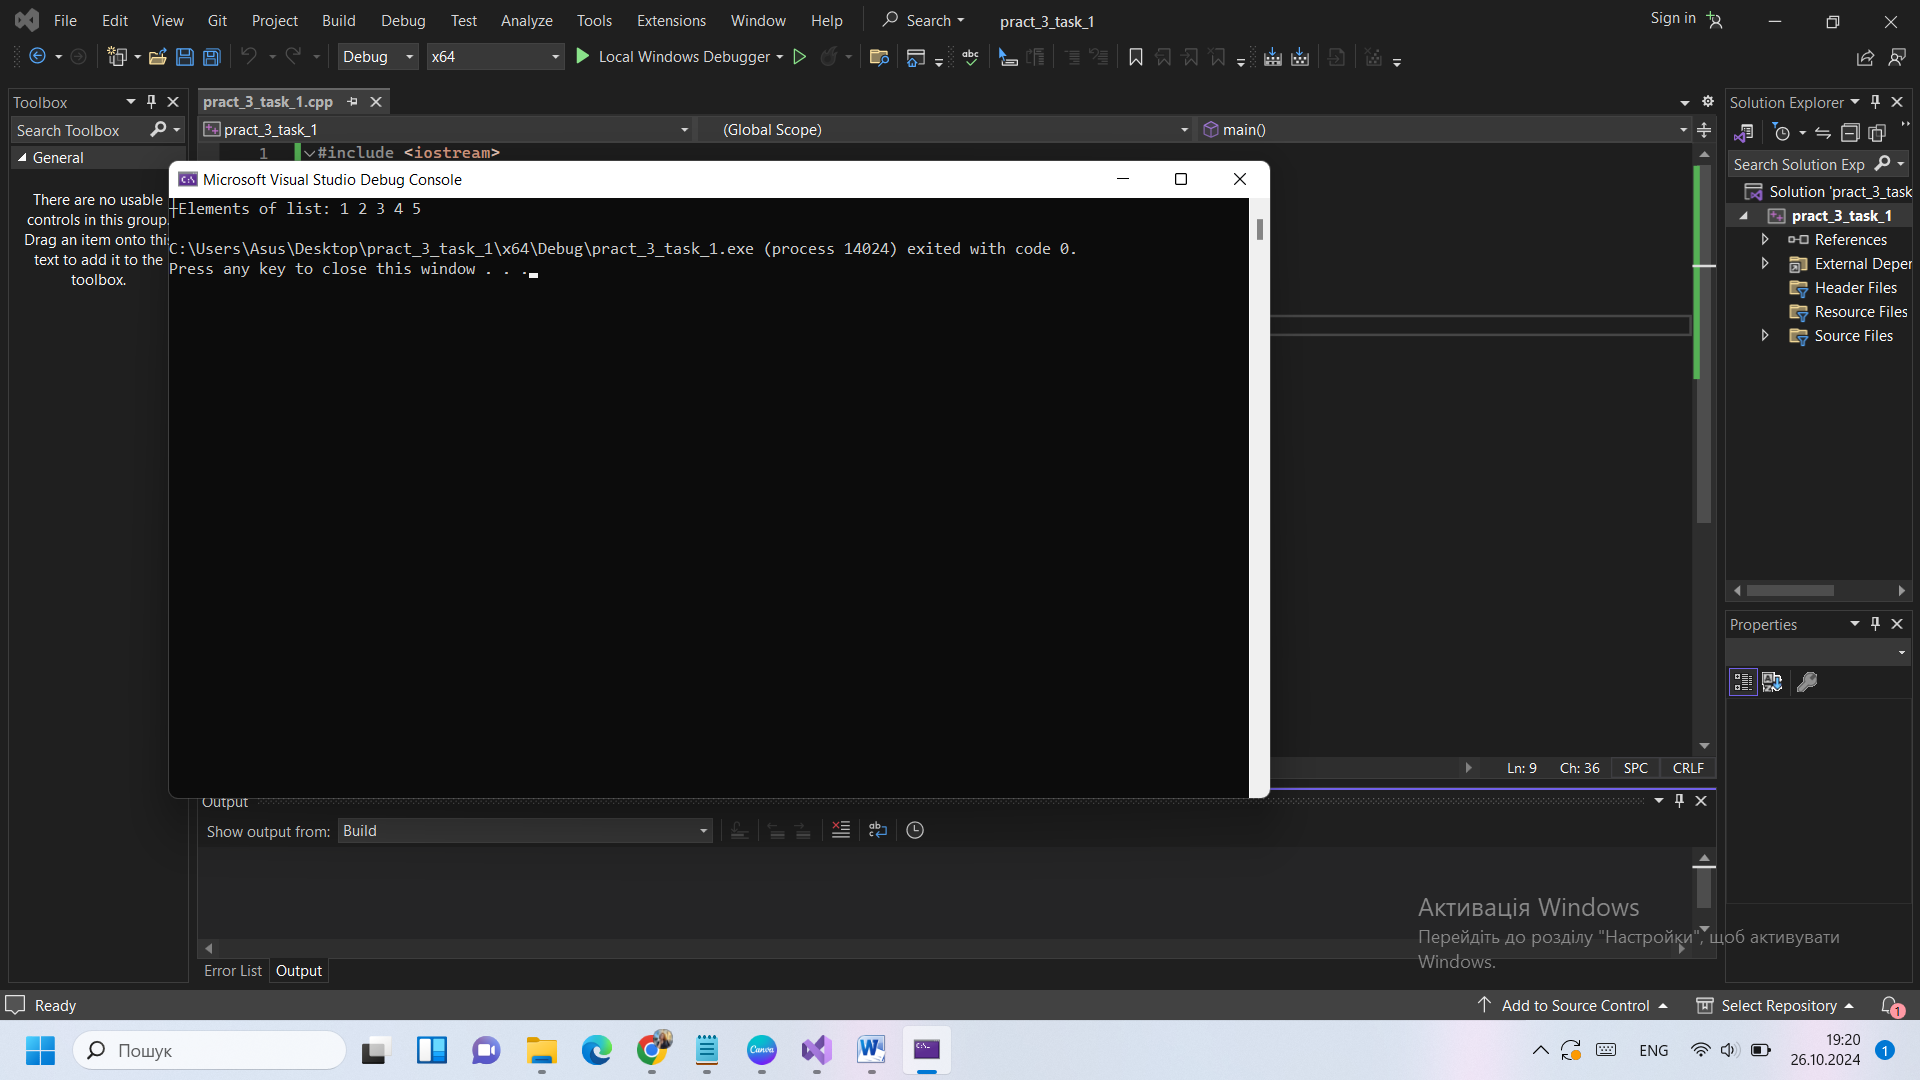 File Edit View Git Project Build Debug Test Analyze Tools Extensions Window Help Search pract_3_task_1 Sign in
Debug x64 Local Windows Debugger
Toolbox
Search Toolbox
General
There are no usable
controls in this group.
Drag an item onto this
text to add it to the
toolbox.
pract_3_task_1.cpp
pract_3_task_1 (Global Scope) main()
1 #include <iostream>
Microsoft Visual Studio Debug Console
Elements of list: 1 2 3 4 5
C:\Users\Asus\Desktop\pract_3_task_1\x64\Debug\pract_3_task_1.exe (process 14024) exited with code 0.
Press any key to close this window . . .
Ln: 9 Ch: 36 SPC CRLF
Output
Show output from: Build
Error List Output
Solution Explorer
Search Solution Exp
Solution 'pract_3_task
pract_3_task_1
References
External Deper
Header Files
Resource Files
Source Files
Properties
Активація Windows
Перейдіть до розділу "Настройки", щоб активувати
Windows.
Ready Add to Source Control Select Repository 1
Пошук Canva ENG 19:20
26.10.2024 1